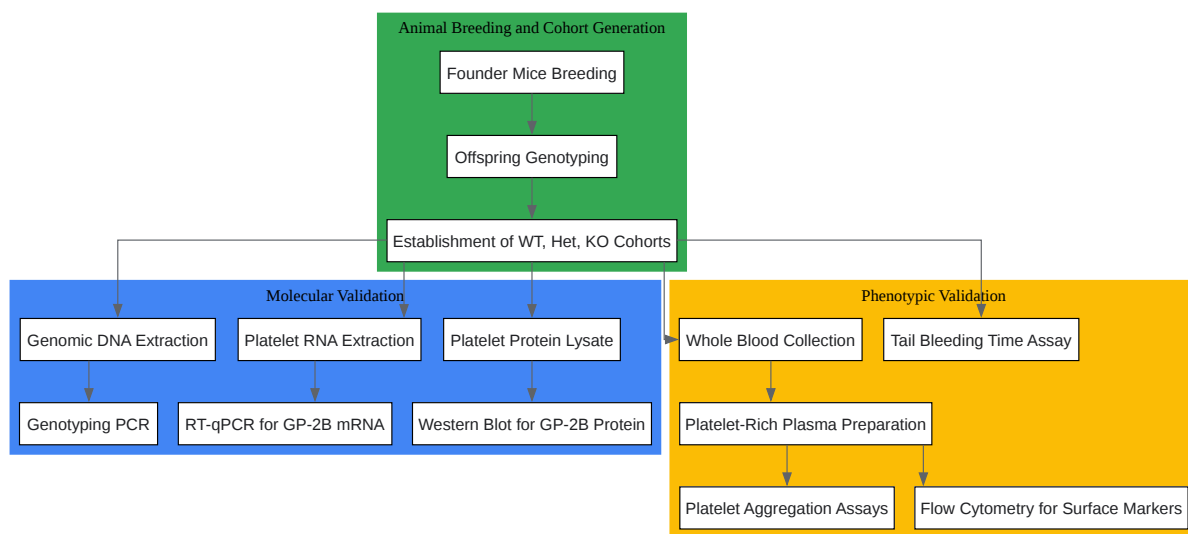 Animal Breeding and Cohort Generation
Founder Mice Breeding
Offspring Genotyping
Establishment of WT, Het, KO Cohorts
Molecular Validation
Genomic DNA Extraction
Platelet RNA Extraction
Platelet Protein Lysate
Genotyping PCR
RT-qPCR for GP-2B mRNA
Western Blot for GP-2B Protein
Phenotypic Validation
Whole Blood Collection
Tail Bleeding Time Assay
Platelet-Rich Plasma Preparation
Platelet Aggregation Assays
Flow Cytometry for Surface Markers